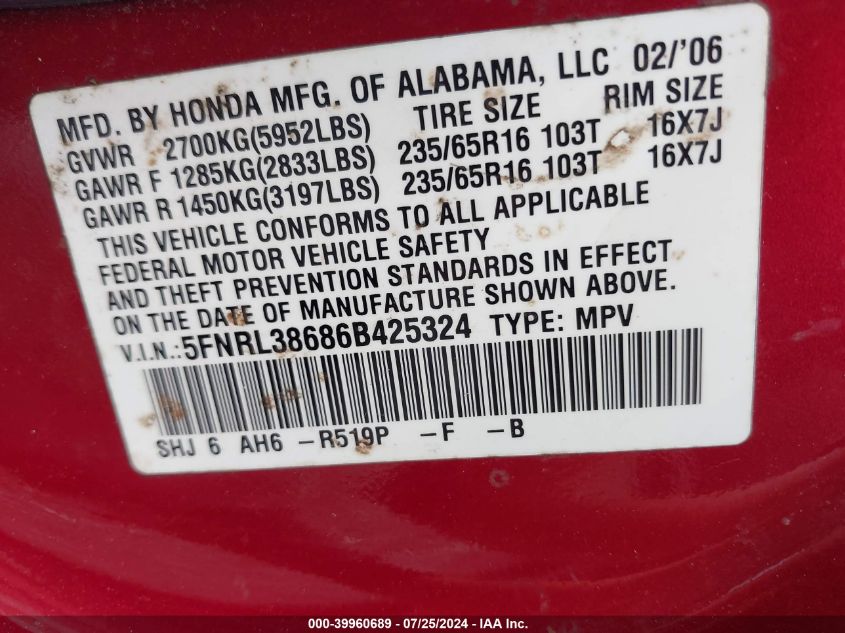 MFD. BY HONDA MFG. OF ALABAMA, LLC 02/'06
GVWR 2700KG(5952LBS) TIRE SIZE RIM SIZE
GAWR F 1285KG(2833LBS) 235/65R16 103T 16X7J
GAWR R 1450KG(3197LBS) 235/65R16 103T 16X7J
THIS VEHICLE CONFORMS TO ALL APPLICABLE
FEDERAL MOTOR VEHICLE SAFETY
AND THEFT PREVENTION STANDARDS IN EFFECT
ON THE DATE OF MANUFACTURE SHOWN ABOVE.
V.I.N.:5FNRL38686B425324 TYPE: MPV
SHJ 6 AH6 -R519P -F -B
000-39960689 - 07/25/2024 - IAA Inc.